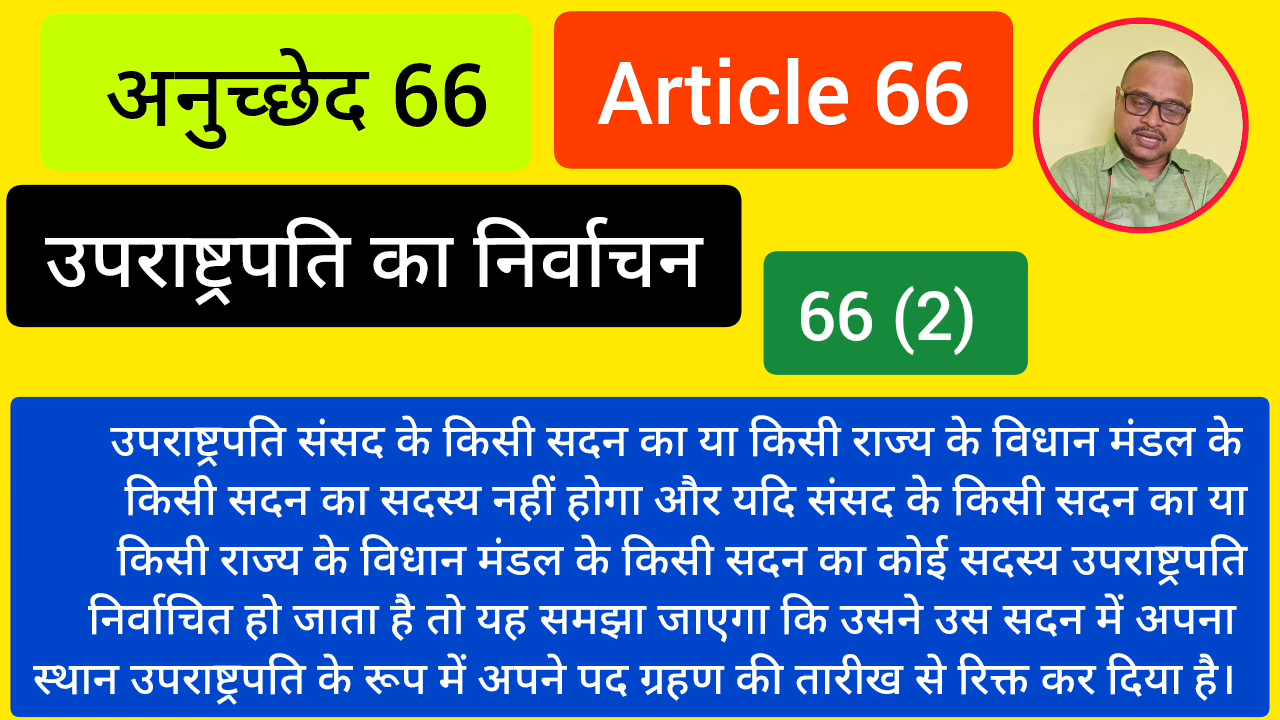 अनुच्छेद 66
Article 66
उपराष्ट्रपति का निर्वाचन
66 (2)
उपराष्ट्रपति संसद के किसी सदन का या किसी राज्य के विधान मंडल के
किसी सदन का सदस्य नहीं होगा और यदि संसद के किसी सदन का या
किसी राज्य के विधान मंडल के किसी सदन का कोई सदस्य उपराष्ट्रपति
निर्वाचित हो जाता है तो यह समझा जाएगा कि उसने उस सदन में अपना
स्थान उपराष्ट्रपति के रूप में अपने पद ग्रहण की तारीख से रिक्त कर दिया है।